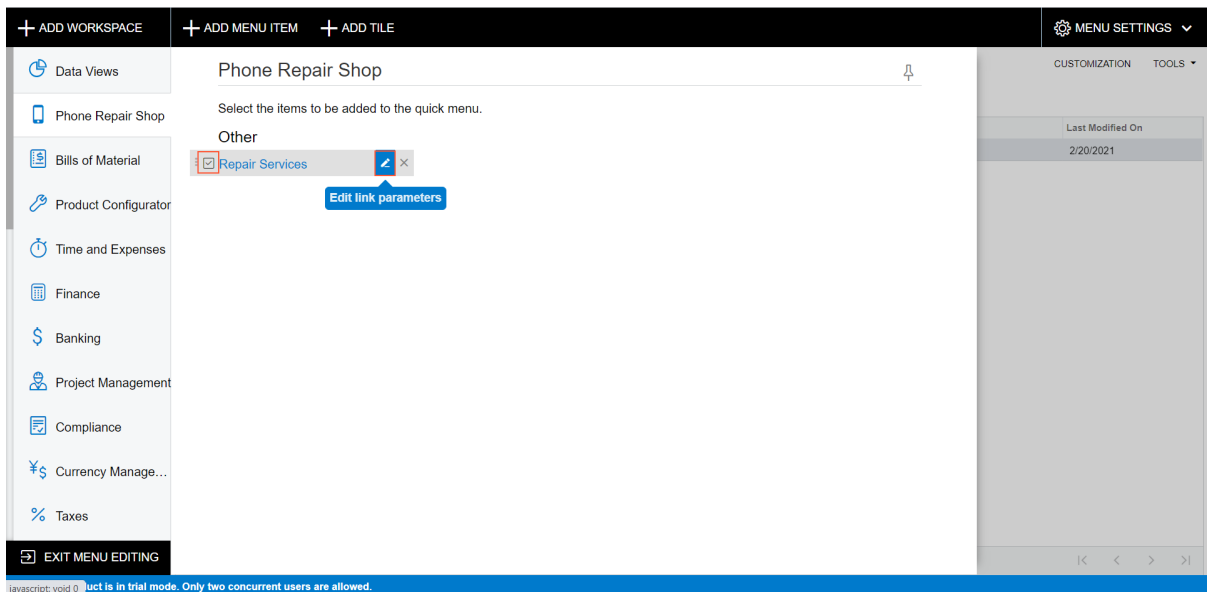 ADD WORKSPACE
ADD MENU ITEM
ADD TILE
MENU SETTINGS
Data Views
Phone Repair Shop
Bills of Material
Product Configurator
Time and Expenses
Finance
Banking
Project Management
Compliance
Currency Manage...
Taxes
EXIT MENU EDITING
Phone Repair Shop
Select the items to be added to the quick menu.
Other
Repair Services
Edit link parameters
CUSTOMIZATION
TOOLS
Last Modified On
2/20/2021
javascript: void 0
uct is in trial mode. Only two concurrent users are allowed.